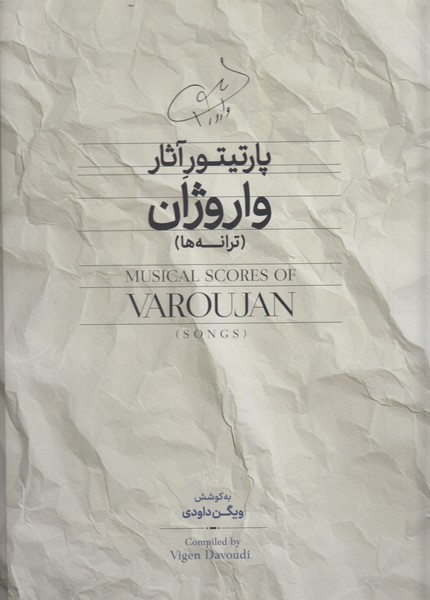 پارتیتورِ آثار
واروژان
(ترانه‌ها)
MUSICAL SCORES OF
VAROUJAN
(SONGS)
به‌کوشش
ویگن داودی
Compiled by
Vigen Davoudi